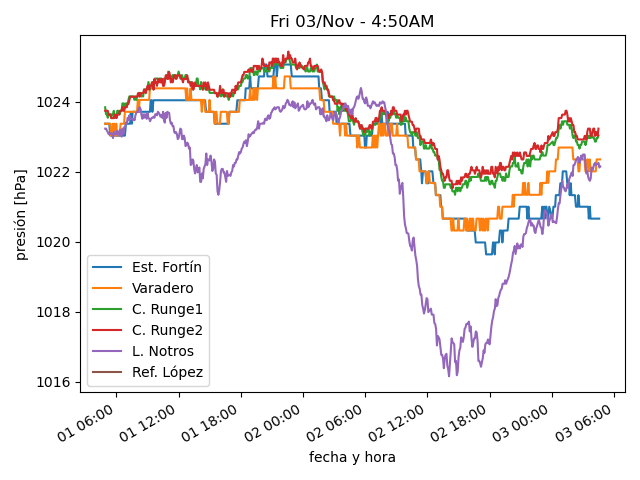 Fri 03/Nov - 4:50AM
presión [hPa]
1024
1022
1020
1018
1016
Est. Fortín
Varadero
C. Runge1
C. Runge2
L. Notros
Ref. López
01 06:00
01 12:00
01 18:00
02 00:00
02 06:00
02 12:00
02 18:00
03 00:00
03 06:00
fecha y hora